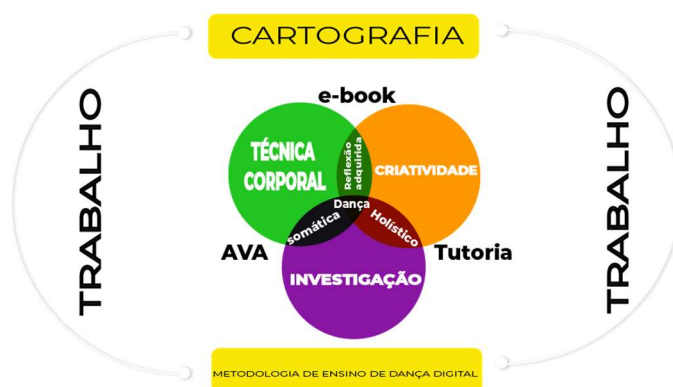 CARTOGRAFIA
e-book
TRABALHO
TÉCNICA
CORPORAL
Reflexão
adquirida
CRIATIVIDADE
TRABALHO
Dança
somática
Holístico
AVA
Tutoria
INVESTIGAÇÃO
METODOLOGIA DE ENSINO DE DANÇA DIGITAL